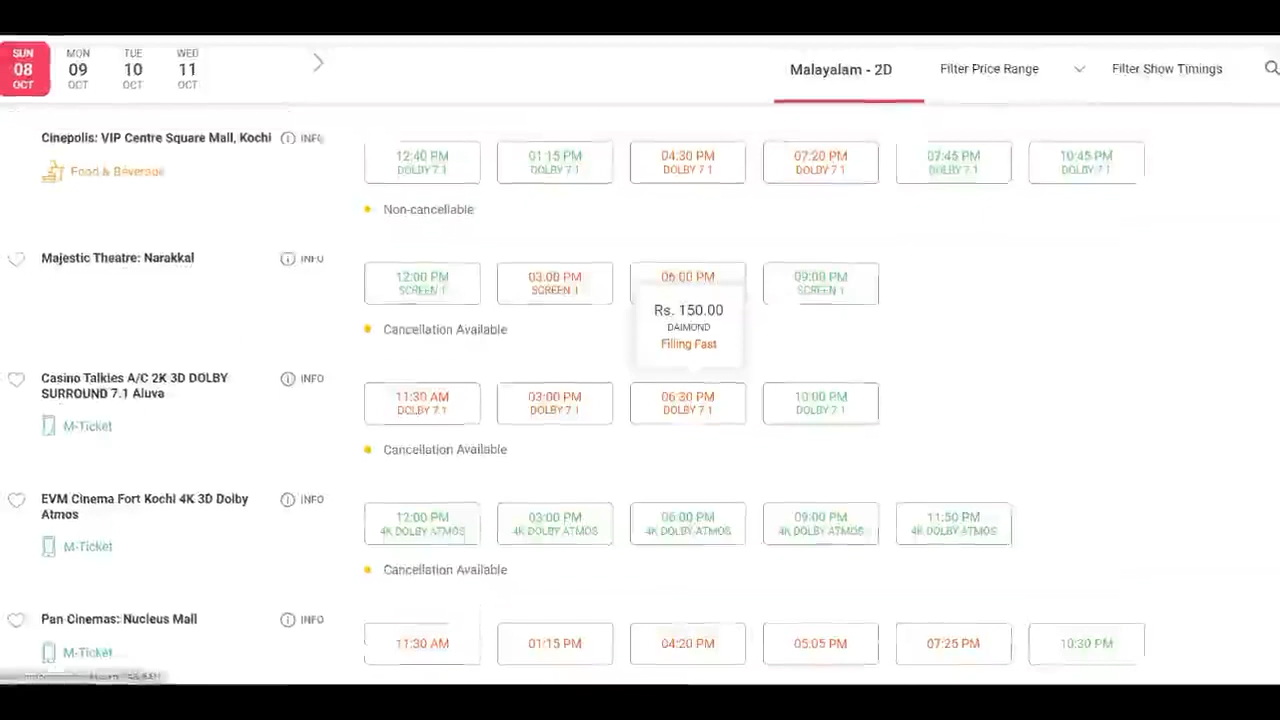 SUN MON TUE WED
08 09 10 11
OCT OCT OCT OCT
Malayalam - 2D Filter Price Range Filter Show Timings
Cinepolis: VIP Centre Square Mall, Kochi INFO
Food & Beverage
12:40 PM 01:15 PM 04:30 PM 07:20 PM 07:45 PM 10:45 PM
DOLBY 7.1 DOLBY 7.1 DOLBY 7.1 DOLBY 7.1 DOLBY 7.1 DOLBY 7.1
Non-cancellable
Majestic Theatre: Narakkal INFO
12:00 PM 03:00 PM 06:00 PM 09:00 PM
SCREEN 1 SCREEN 1 SCREEN 1
Rs. 150.00
DAIMOND
Filling Fast
Cancellation Available
Casino Talkies A/C 2K 3D DOLBY
SURROUND 7.1 Aluva
INFO
M-Ticket
11:30 AM 03:00 PM 06:30 PM 10:00 PM
DOLBY 7.1 DOLBY 7.1 DOLBY 7.1 DOLBY 7.1
Cancellation Available
EVM Cinema Fort Kochi 4K 3D Dolby
Atmos
INFO
M-Ticket
12:00 PM 03:00 PM 06:00 PM 09:00 PM 11:50 PM
4K DOLBY ATMOS 4K DOLBY ATMOS 4K DOLBY ATMOS 4K DOLBY ATMOS 4K DOLBY ATMOS
Cancellation Available
Pan Cinemas: Nucleus Mall INFO
M-Ticket
11:30 AM 01:15 PM 04:20 PM 05:05 PM 07:25 PM 10:30 PM